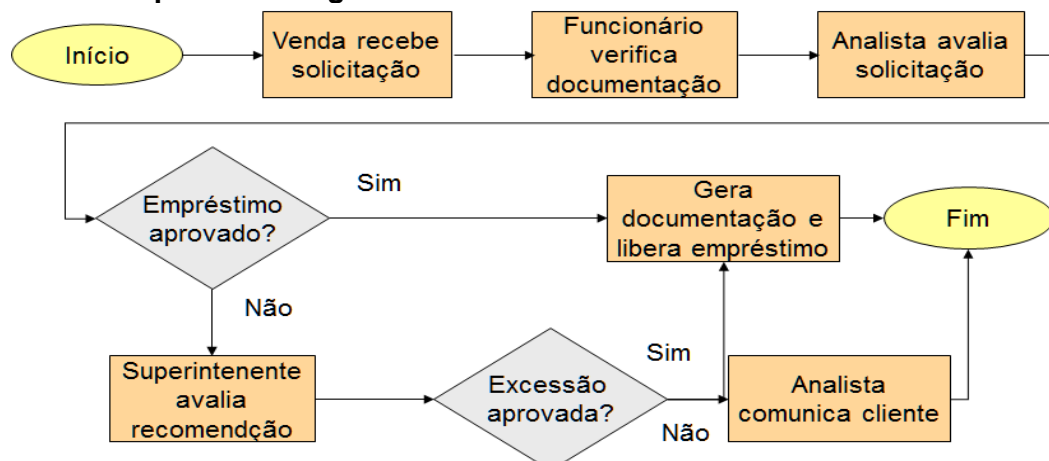 Início
Venda recebe
solicitação
Funcionário
verifica
documentação
Analista avalia
solicitação
Empréstimo
aprovado?
Sim
Gera
documentação e
libera empréstimo
Fim
Não
Superintenente
avalia
recomendção
Excessão
aprovada?
Sim
Não
Analista
comunica cliente